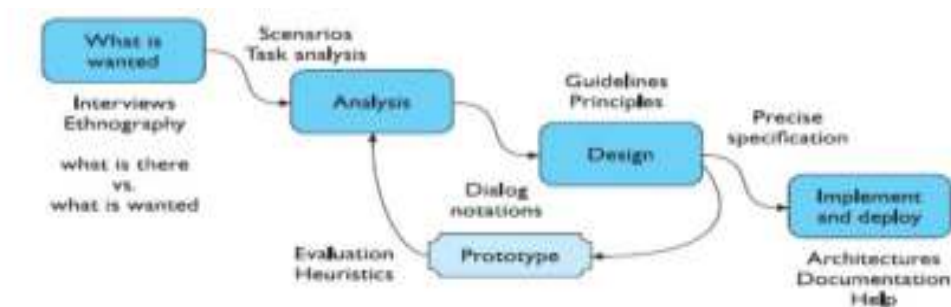 What is
wanted
Scenarios
Task analysis
Interviews
Ethnography
what is there
vs.
what is wanted
Analysis
Guidelines
Principles
Design
Precise
specification
Dialog
notations
Evaluation
Heuristics
Prototype
Implement
and deploy
Architectures
Documentation
Help